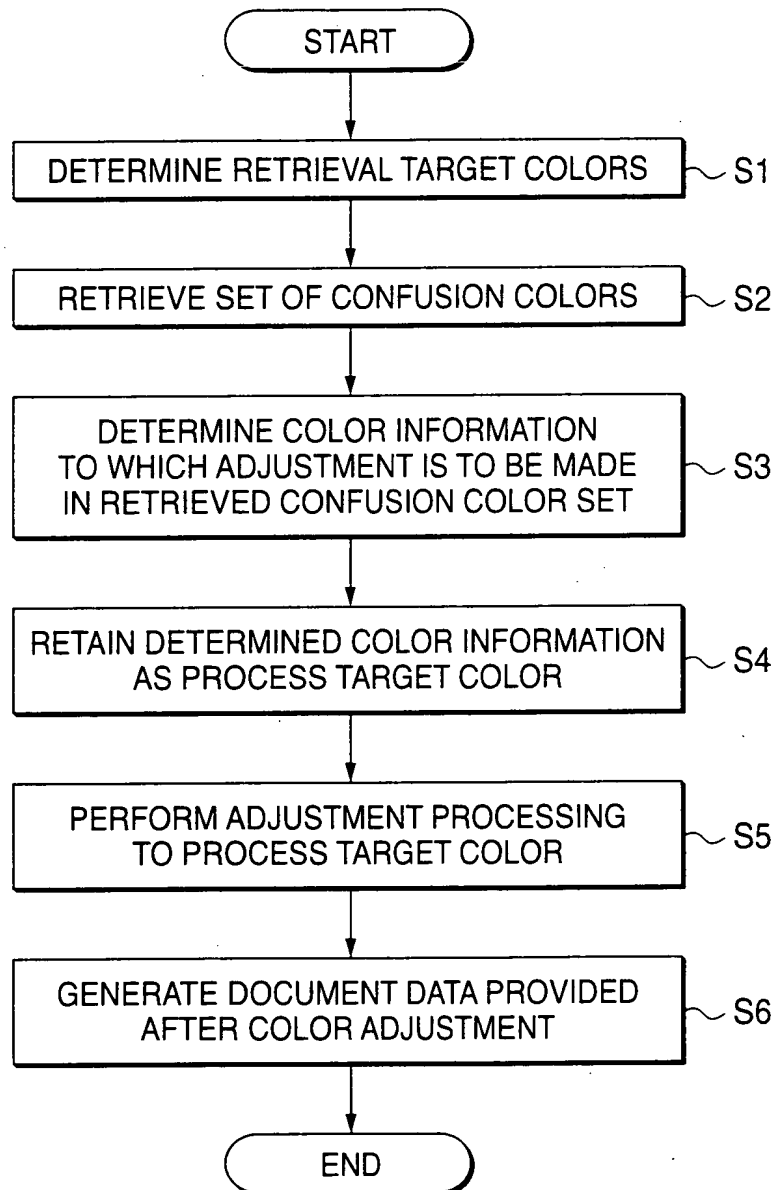 START
DETERMINE RETRIEVAL TARGET COLORS
S1
RETRIEVE SET OF CONFUSION COLORS
S2
DETERMINE COLOR INFORMATION
TO WHICH ADJUSTMENT IS TO BE MADE
IN RETRIEVED CONFUSION COLOR SET
S3
RETAIN DETERMINED COLOR INFORMATION
AS PROCESS TARGET COLOR
S4
PERFORM ADJUSTMENT PROCESSING
TO PROCESS TARGET COLOR
S5
GENERATE DOCUMENT DATA PROVIDED
AFTER COLOR ADJUSTMENT
S6
END